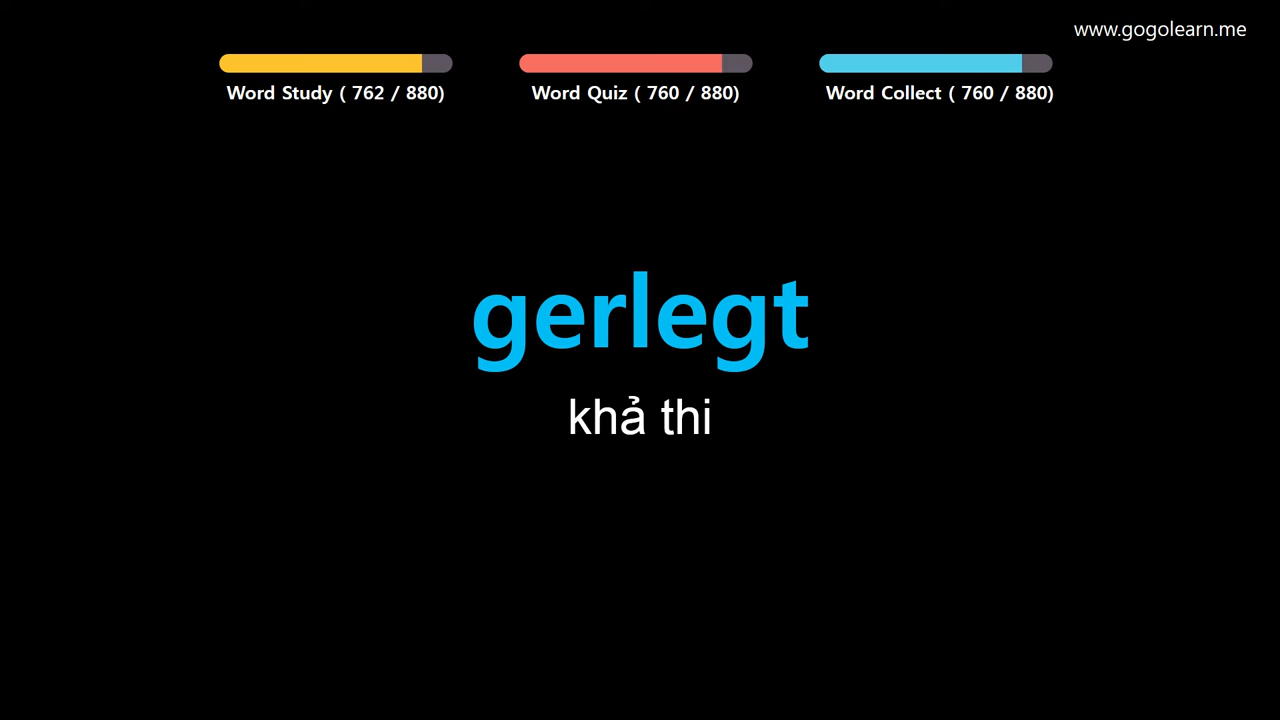 www.gogolearn.me
Word Study ( 762 / 880)
Word Quiz ( 760 / 880)
Word Collect ( 760 / 880)
gerlegt
khả thi